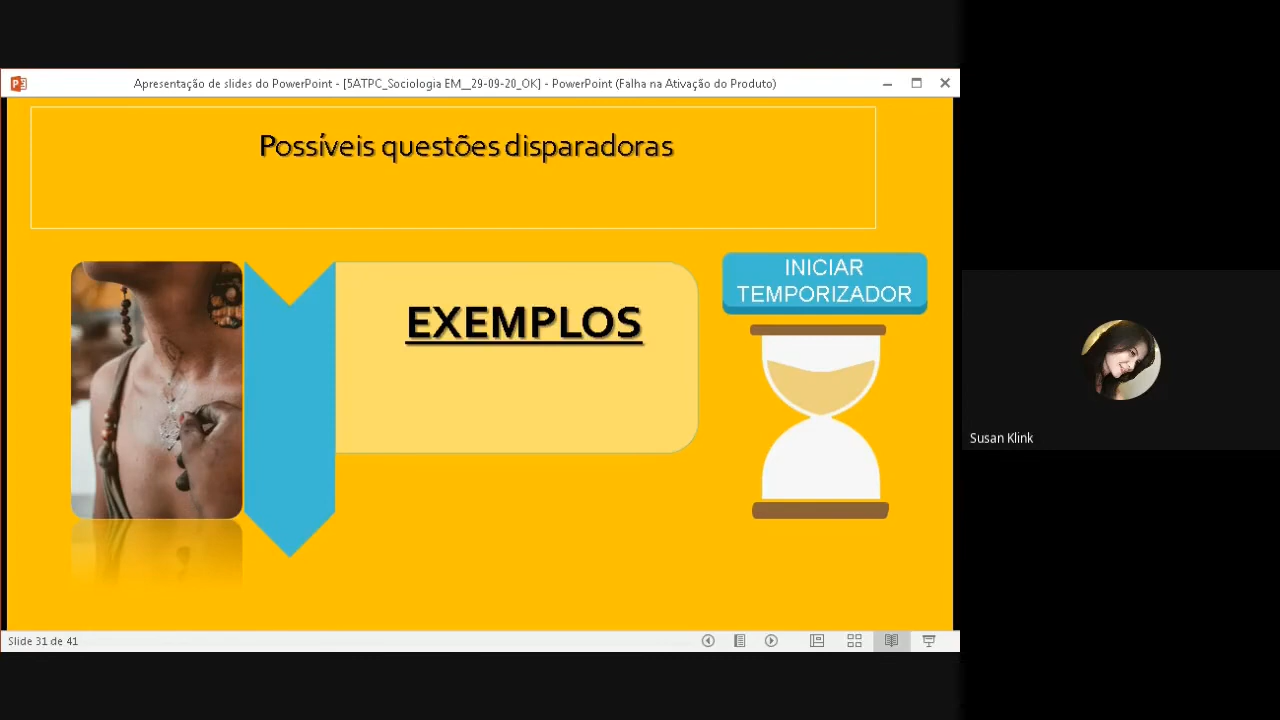 Apresentação de slides do PowerPoint - [5ATPC_Sociologia EM__29-09-20_OK] - PowerPoint (Falha na Ativação do Produto)
Possíveis questões disparadoras
EXEMPLOS
INICIAR
TEMPORIZADOR
Susan Klink
Slide 31 de 41